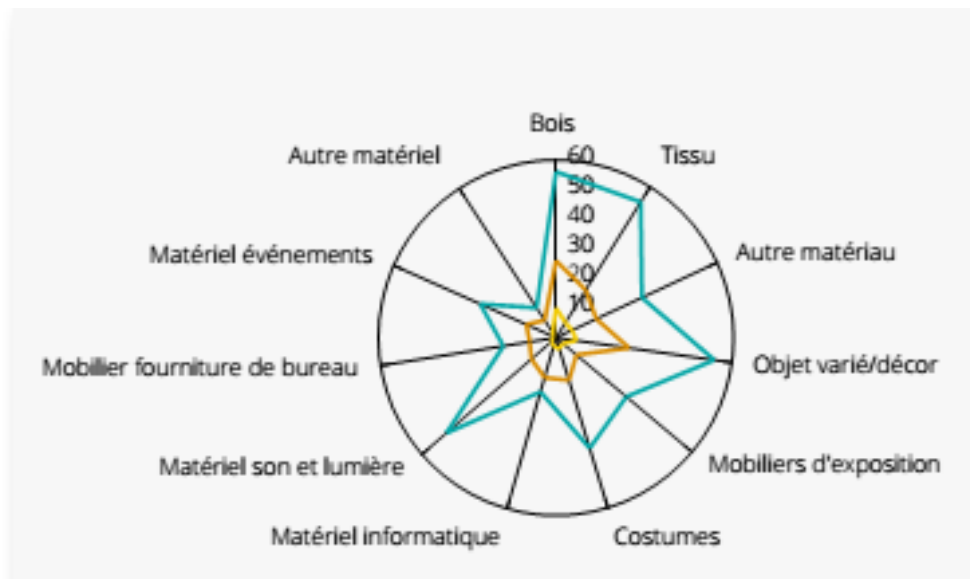 Bois
Autre matériel
60
Tissu
50
40
Matériel événements
30
Autre matériau
20
10
Mobillier fourniture de bureau
Objet varié/décor
Matériel son et lumière
Mobiliers d'exposition
Matériel informatique
Costumes